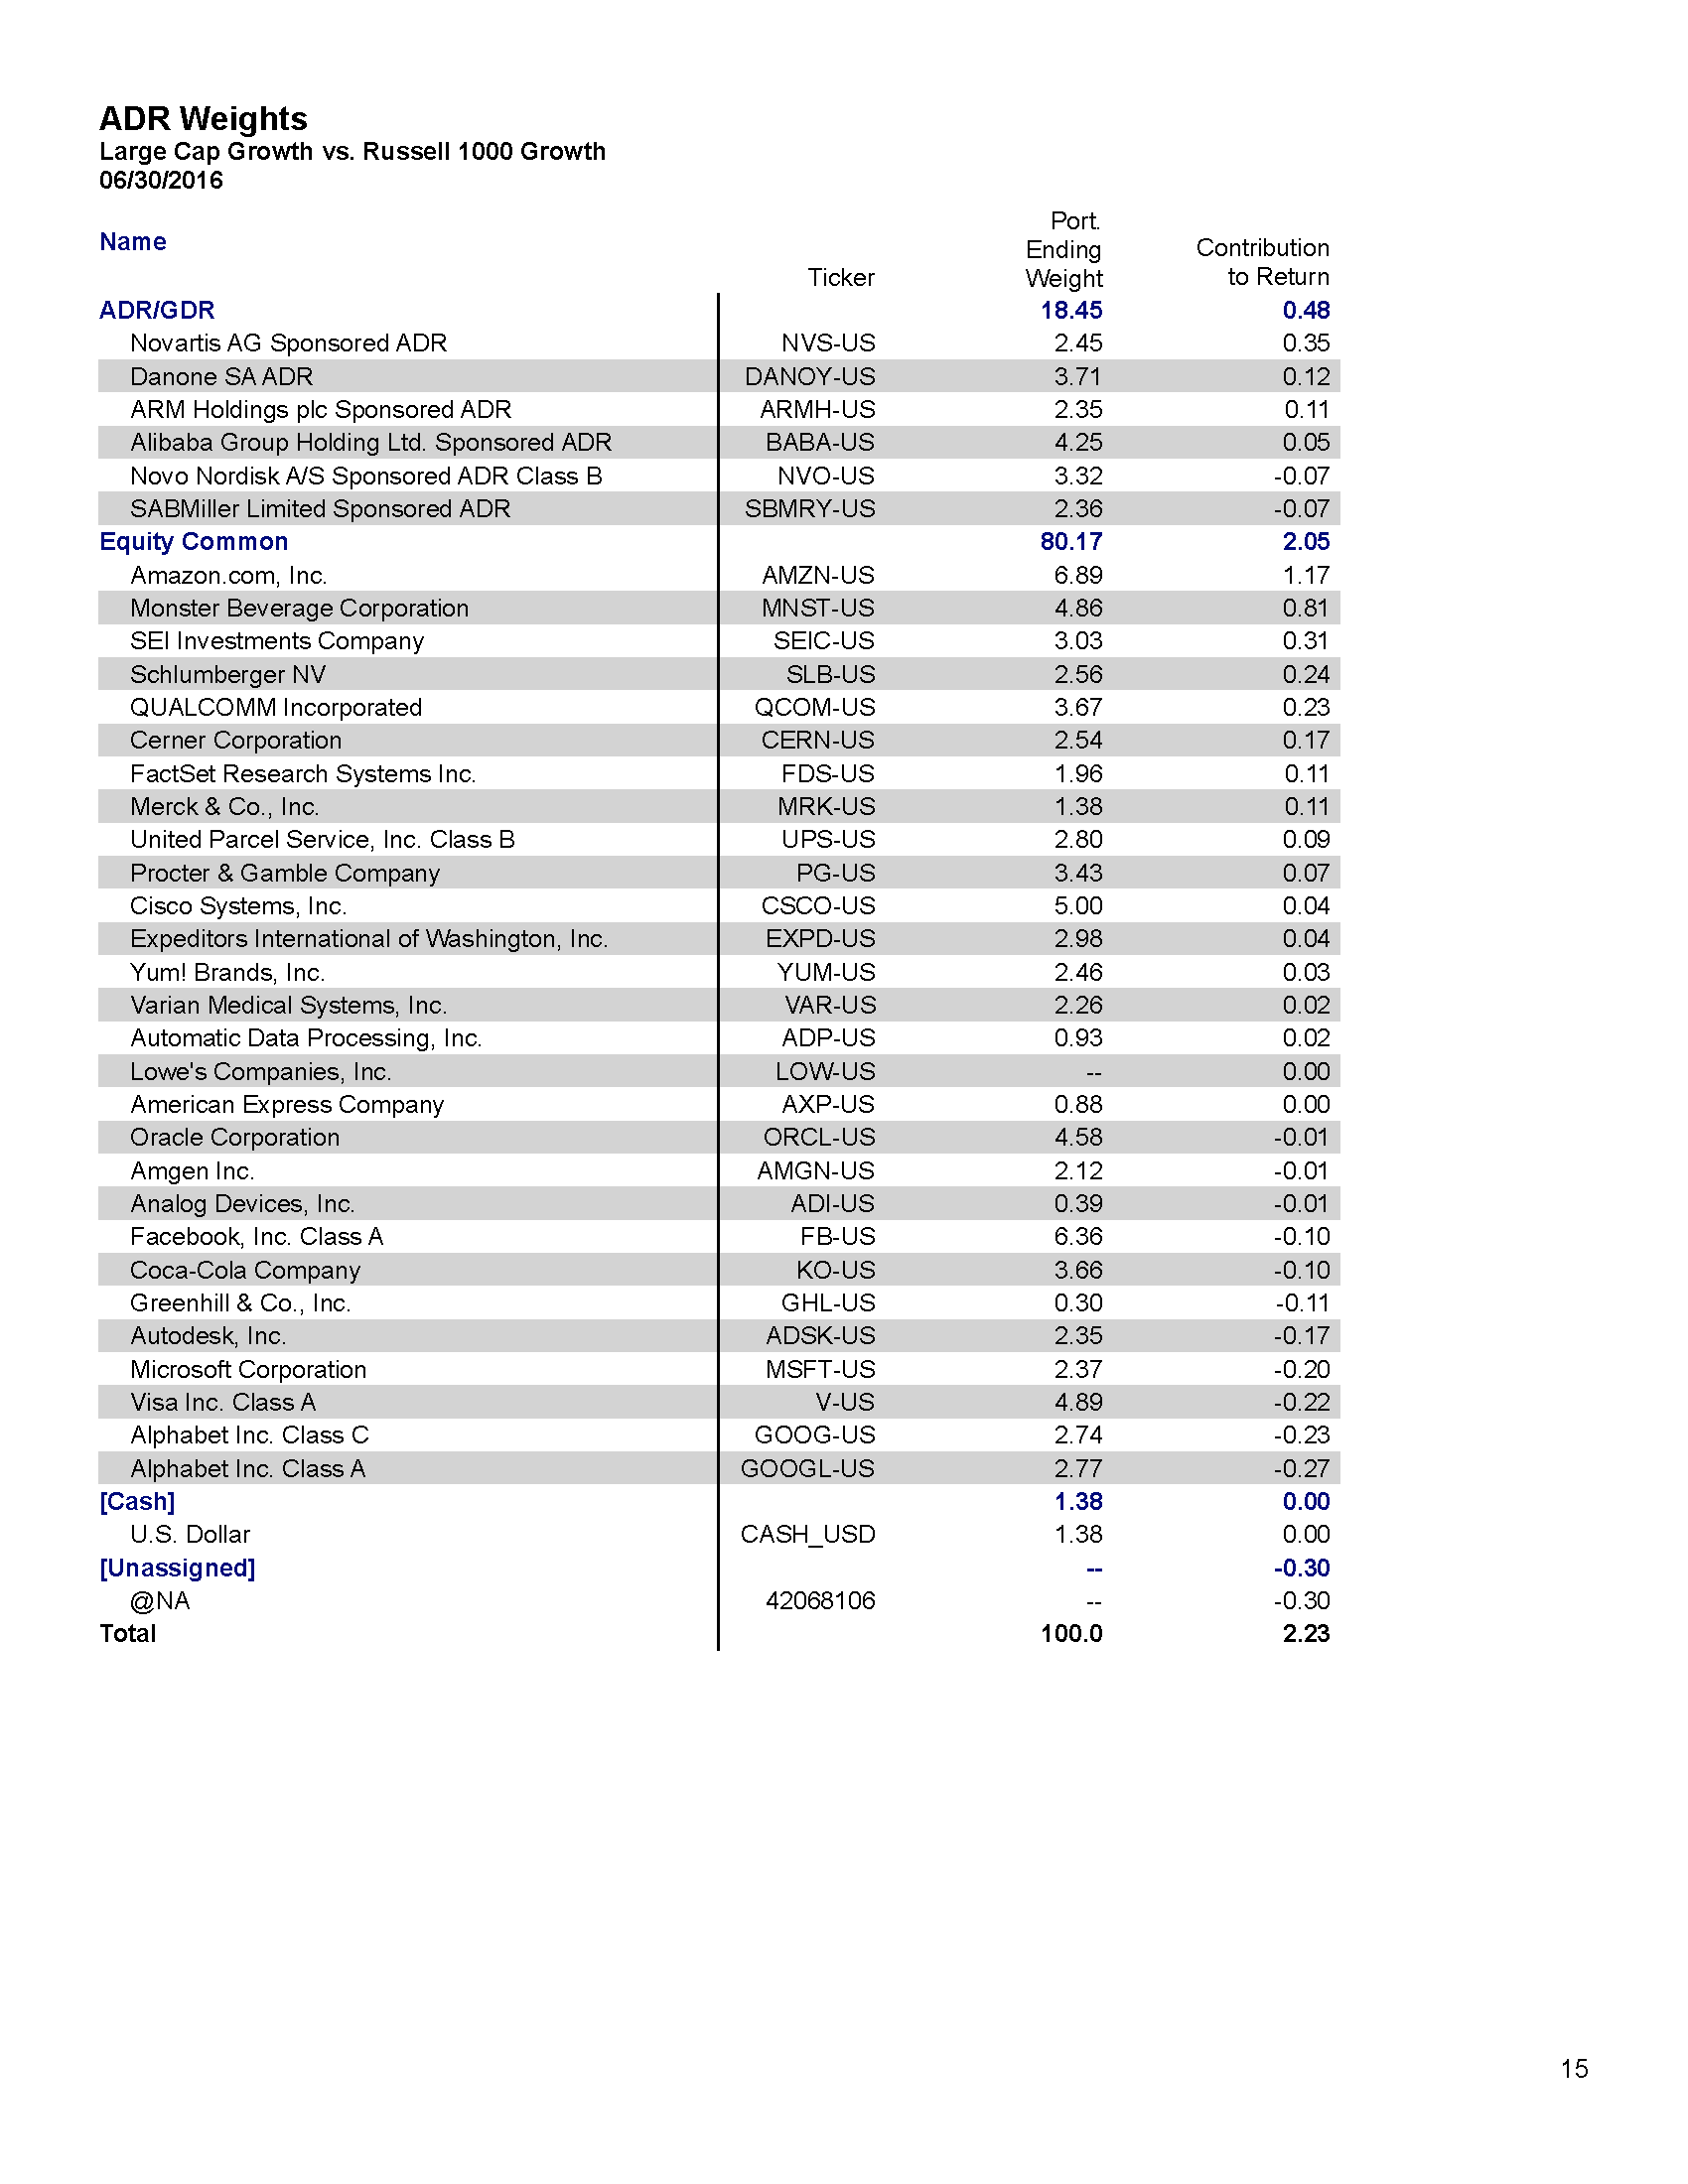 ADR Weights
Large Cap Growth vs. Russell 1000 Growth
06/30/2016
Name Ticker Port. Ending Weight Contribution to Return
ADR/GDR 18.45 0.48
Novartis AG Sponsored ADR NVS-US 2.45 0.35
Danone SA ADR DANOY-US 3.71 0.12
ARM Holdings plc Sponsored ADR ARMH-US 2.35 0.11
Alibaba Group Holding Ltd. Sponsored ADR BABA-US 4.25 0.05
Novo Nordisk A/S Sponsored ADR Class B NVO-US 3.32 -0.07
SABMiller Limited Sponsored ADR SBMRY-US 2.36 -0.07
Equity Common 80.17 2.05
Amazon.com, Inc. AMZN-US 6.89 1.17
Monster Beverage Corporation MNST-US 4.86 0.81
SEI Investments Company SEIC-US 3.03 0.31
Schlumberger NV SLB-US 2.56 0.24
QUALCOMM Incorporated QCOM-US 3.67 0.23
Cerner Corporation CERN-US 2.54 0.17
FactSet Research Systems Inc. FDS-US 1.96 0.11
Merck & Co., Inc. MRK-US 1.38 0.11
United Parcel Service, Inc. Class B UPS-US 2.80 0.09
Procter & Gamble Company PG-US 3.43 0.07
Cisco Systems, Inc. CSCO-US 5.00 0.04
Expeditors International of Washington, Inc. EXPD-US 2.98 0.04
Yum! Brands, Inc. YUM-US 2.46 0.03
Varian Medical Systems, Inc. VAR-US 2.26 0.02
Automatic Data Processing, Inc. ADP-US 0.93 0.02
Lowe's Companies, Inc. LOW-US -- 0.00
American Express Company AXP-US 0.88 0.00
Oracle Corporation ORCL-US 4.58 -0.01
Amgen Inc. AMGN-US 2.12 -0.01
Analog Devices, Inc. ADI-US 0.39 -0.01
Facebook, Inc. Class A FB-US 6.36 -0.10
Coca-Cola Company KO-US 3.66 -0.10
Greenhill & Co., Inc. GHL-US 0.30 -0.11
Autodesk, Inc. ADSK-US 2.35 -0.17
Microsoft Corporation MSFT-US 2.37 -0.20
Visa Inc. Class A V-US 4.89 -0.22
Alphabet Inc. Class C GOOG-US 2.74 -0.23
Alphabet Inc. Class A GOOGL-US 2.77 -0.27
[Cash] 1.38 0.00
U.S. Dollar CASH_USD 1.38 0.00
[Unassigned] -- -0.30
@NA 42068106 -- -0.30
Total 100.0 2.23
15